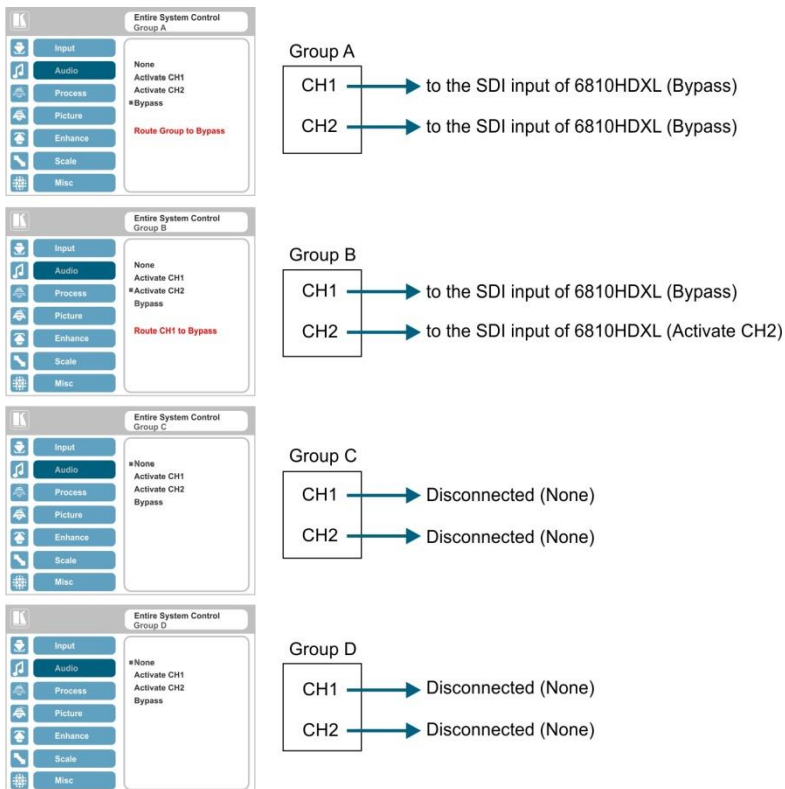 Entire System Control
Group A
Input
Audio
Process
Picture
Enhance
Scale
Misc
None
Activate CH1
Activate CH2
Bypass
Route Group to Bypass
Group A
CH1 to the SDI input of 6810HDXL (Bypass)
CH2 to the SDI input of 6810HDXL (Bypass)
Entire System Control
Group B
Input
Audio
Process
Picture
Enhance
Scale
Misc
None
Activate CH1
Activate CH2
Bypass
Route CH1 to Bypass
Group B
CH1 to the SDI input of 6810HDXL (Bypass)
CH2 to the SDI input of 6810HDXL (Activate CH2)
Entire System Control
Group C
Input
Audio
Process
Picture
Enhance
Scale
Misc
None
Activate CH1
Activate CH2
Bypass
Group C
CH1 Disconnected (None)
CH2 Disconnected (None)
Entire System Control
Group D
Input
Audio
Process
Picture
Enhance
Scale
Misc
None
Activate CH1
Activate CH2
Bypass
Group D
CH1 Disconnected (None)
CH2 Disconnected (None)